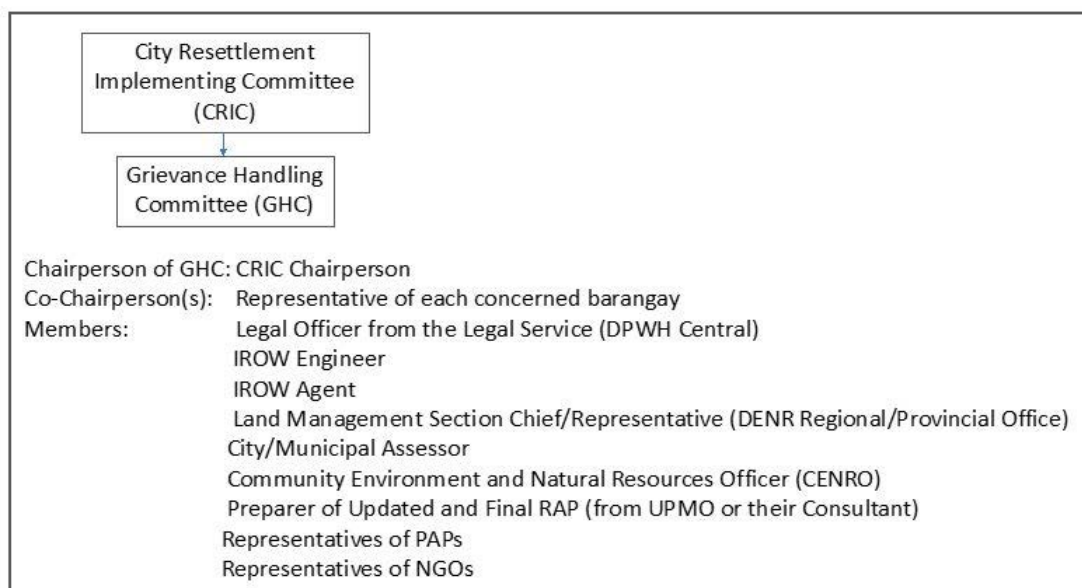 City Resettlement
Implementing Committee
(CRIC)
Grievance Handling
Committee (GHC)
Chairperson of GHC: CRIC Chairperson
Co-Chairperson(s): Representative of each concerned barangay
Members: Legal Officer from the Legal Service (DPWH Central)
IROW Engineer
IROW Agent
Land Management Section Chief/Representative (DENR Regional/Provincial Office)
City/Municipal Assessor
Community Environment and Natural Resources Officer (CENRO)
Preparer of Updated and Final RAP (from UPMO or their Consultant)
Representatives of PAPs
Representatives of NGOs